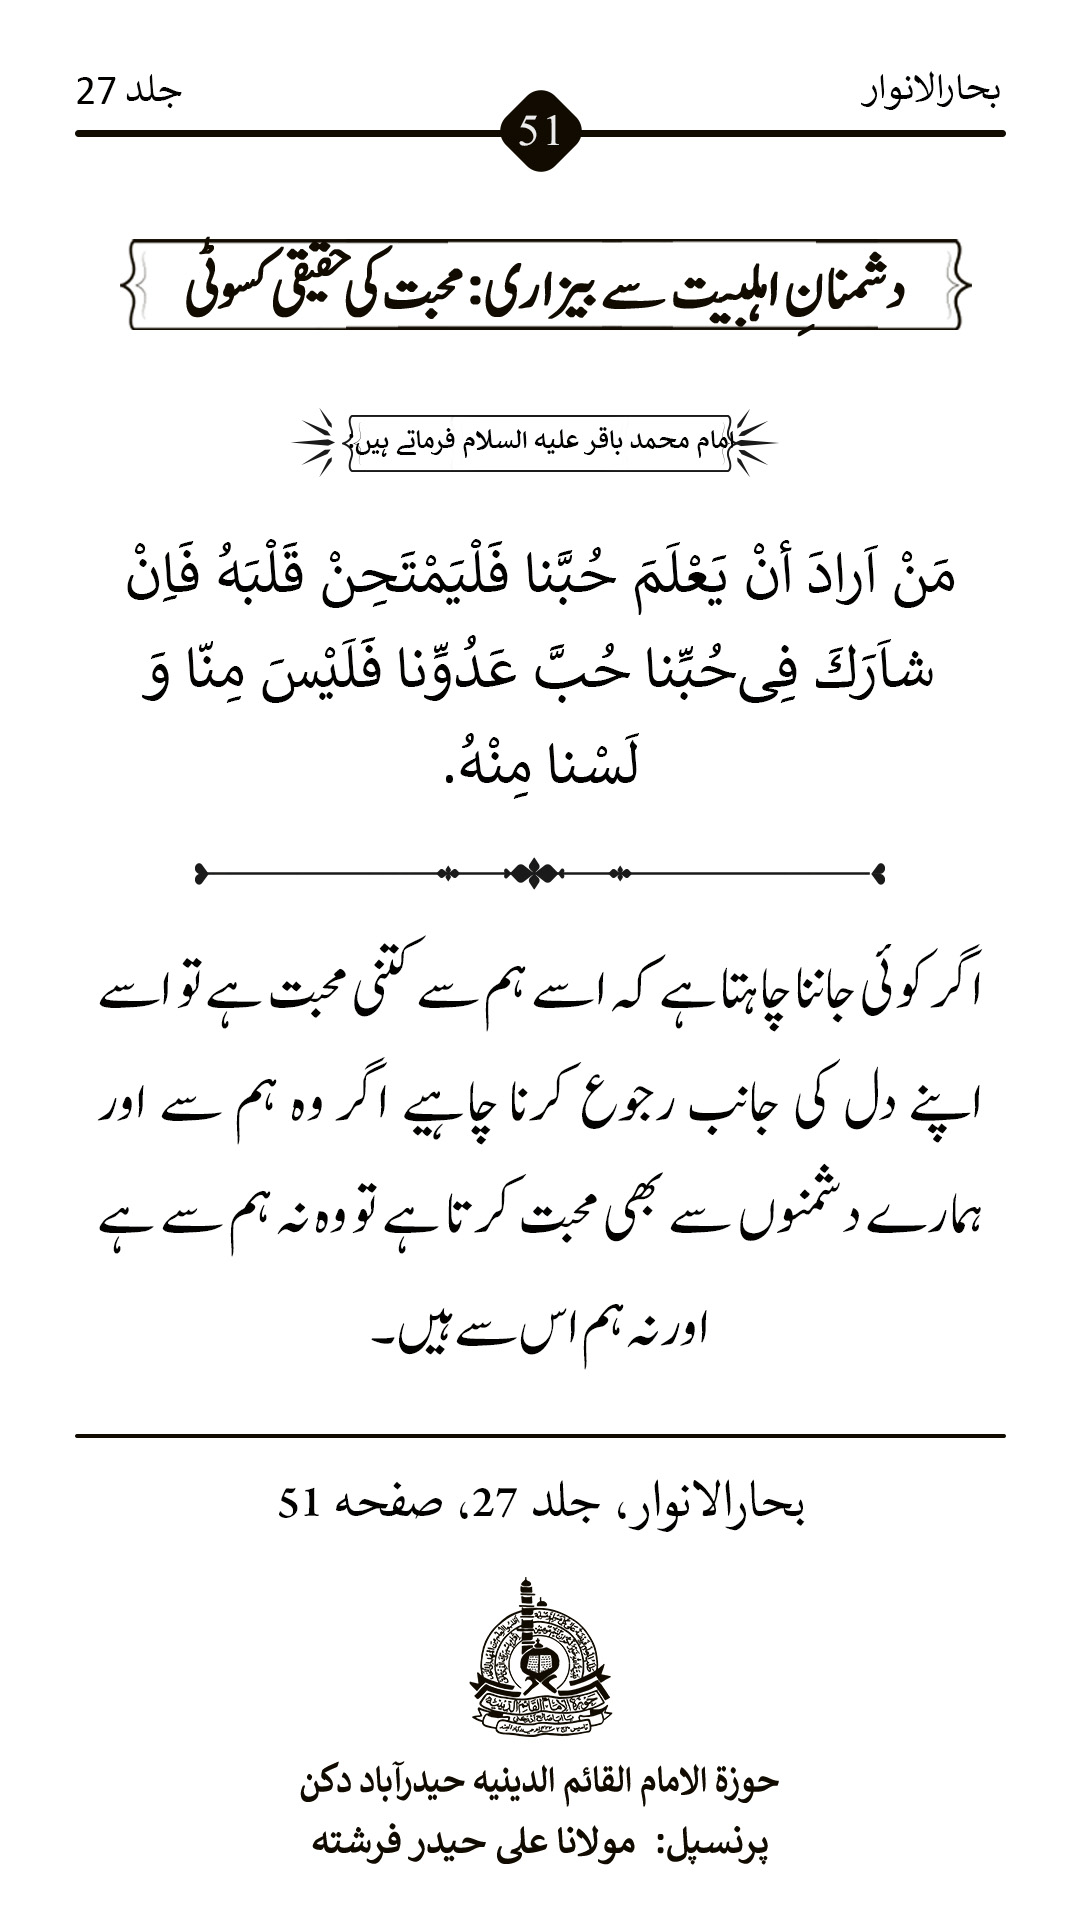 بحارالانوار
جلد 27
51
دشمنانِ اہلبیت سے بیزاری: محبت کی حقیقی کسوٹی
امام محمد باقر علیہ السلام فرماتے ہیں
مَنْ اَرادَ أنْ يَعْلَمَ حُبَّنا فَلْيَمْتَحِنْ قَلْبَهُ فَاِنْ
شاَرَكَ فِی حُبِّنا حُبَّ عَدُوِّنا فَلَيْسَ مِنّا وَ
لَسْنا مِنْهُ.
اگر کوئی جاننا چاہتا ہے کہ اسے ہم سے کتنی محبت ہے تو اسے
اپنے دل کی جانب رجوع کرنا چاہیے اگر وہ ہم سے اور
ہمارے دشمنوں سے بھی محبت کرتا ہے تو وہ نہ ہم سے ہے
اور نہ ہم اس سے ہیں۔
بحارالانوار، جلد 27، صفحہ 51
حوزۃ الامام القائم الدینیہ حیدرآباد دکن
پرنسپل: مولانا علی حیدر فرشتہ